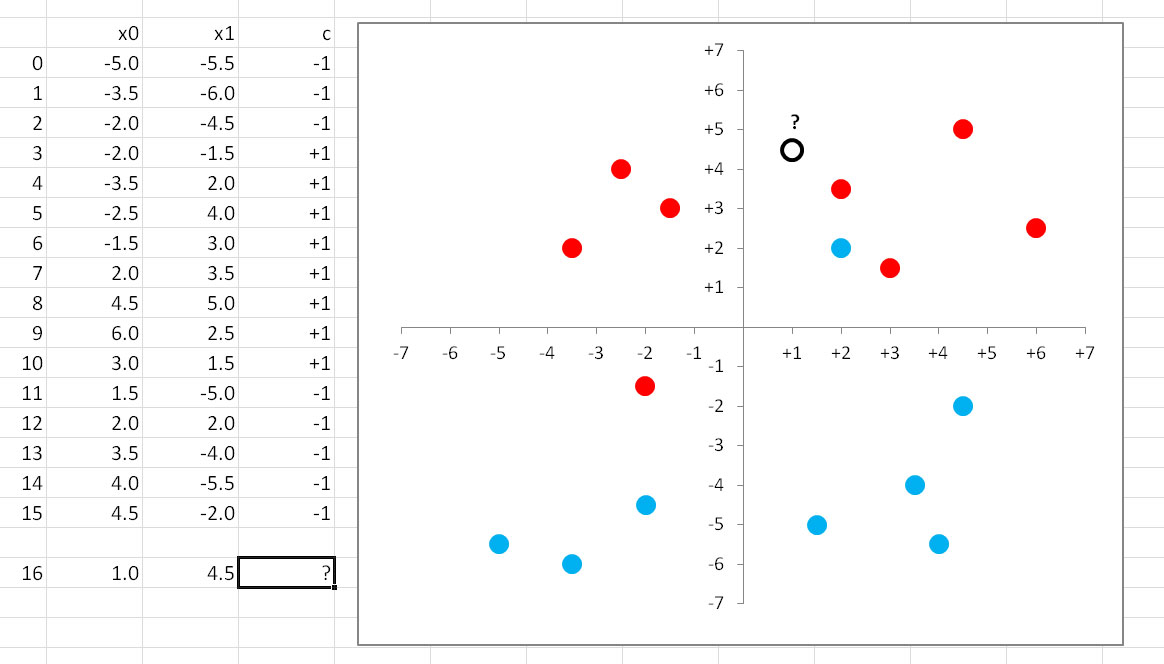 x0 x1 c
0 -5.0 -5.5 -1
1 -3.5 -6.0 -1
2 -2.0 -4.5 -1
3 -2.0 -1.5 +1
4 -3.5 2.0 +1
5 -2.5 4.0 +1
6 -1.5 3.0 +1
7 2.0 3.5 +1
8 4.5 5.0 +1
9 6.0 2.5 +1
10 3.0 1.5 +1
11 1.5 -5.0 -1
12 2.0 2.0 -1
13 3.5 -4.0 -1
14 4.0 -5.5 -1
15 4.5 -2.0 -1
16 1.0 4.5 ?
+7
+6
?
+5
+4
+3
+2
+1
-7 -6 -5 -4 -3 -2 -1 +1 +2 +3 +4 +5 +6 +7
-1
-2
-3
-4
-5
-6
-7